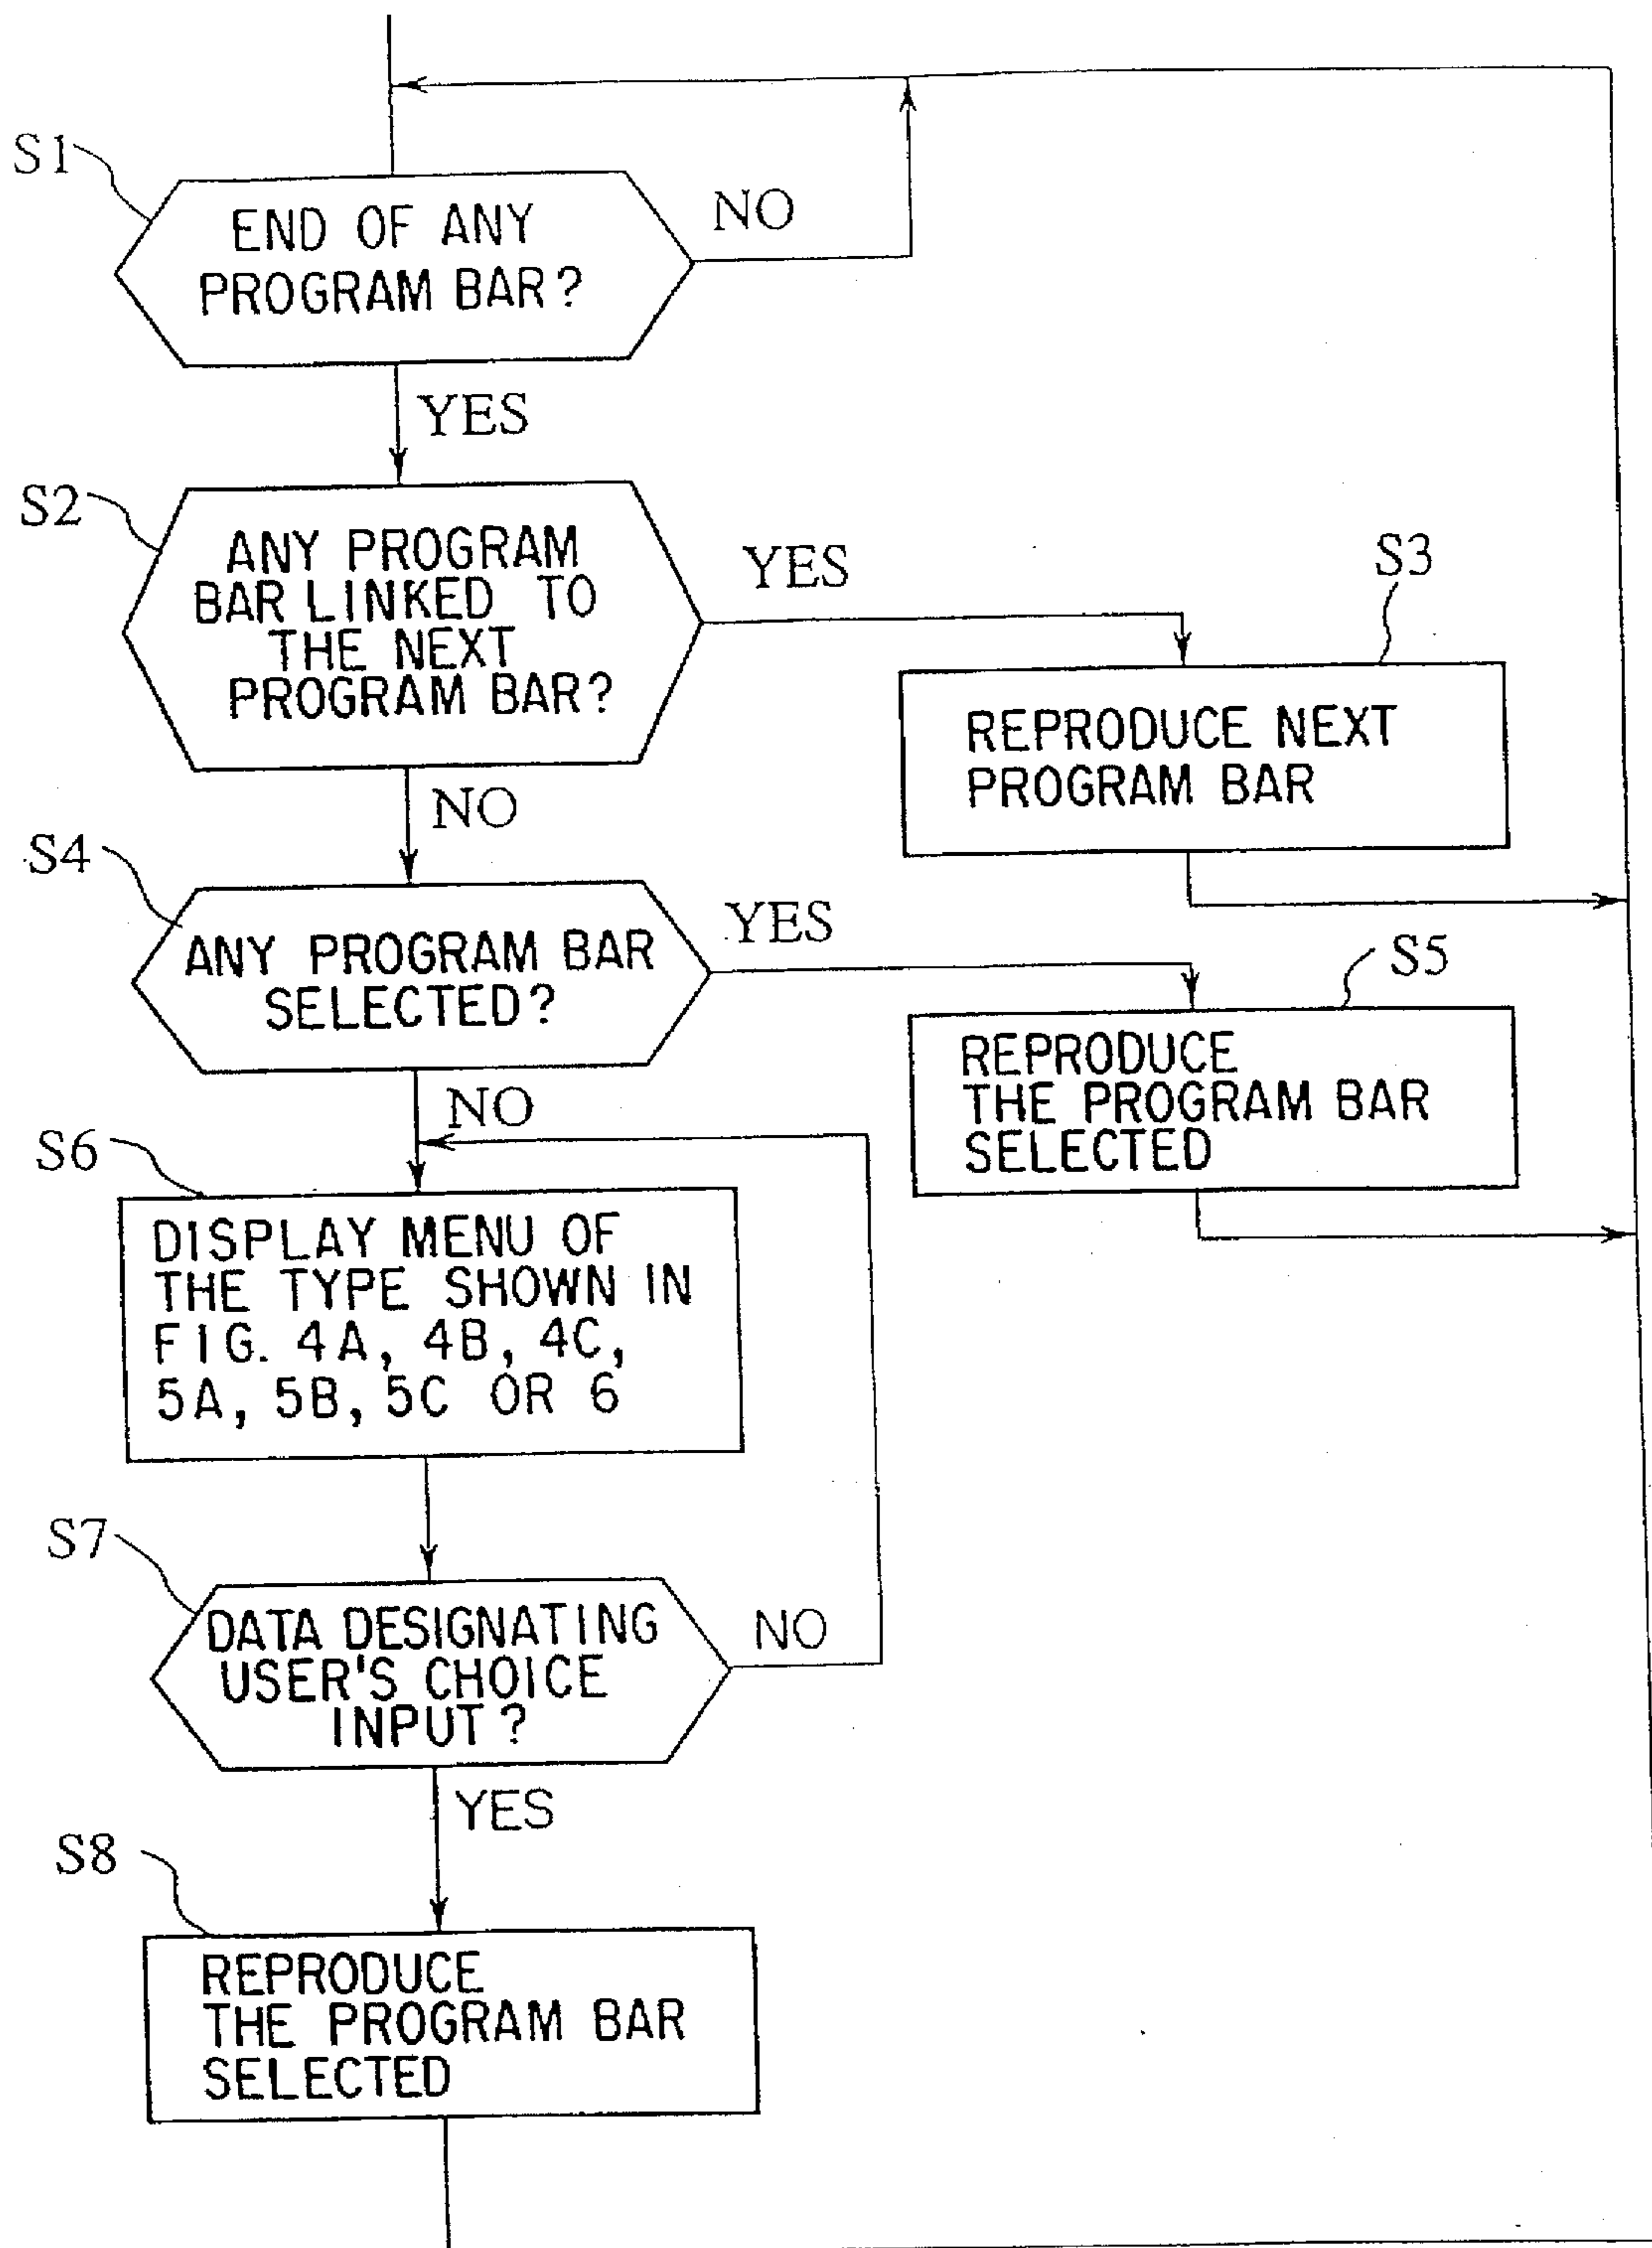 S1
END OF ANY
PROGRAM BAR?
NO
YES
S2
ANY PROGRAM
BAR LINKED TO
THE NEXT
PROGRAM BAR?
YES
S3
REPRODUCE NEXT
PROGRAM BAR
NO
S4
ANY PROGRAM BAR
SELECTED?
YES
S5
REPRODUCE
THE PROGRAM BAR
SELECTED
NO
S6
DISPLAY MENU OF
THE TYPE SHOWN IN
FIG. 4A, 4B, 4C,
5A, 5B, 5C OR 6
S7
DATA DESIGNATING
USER'S CHOICE
INPUT?
NO
YES
S8
REPRODUCE
THE PROGRAM BAR
SELECTED